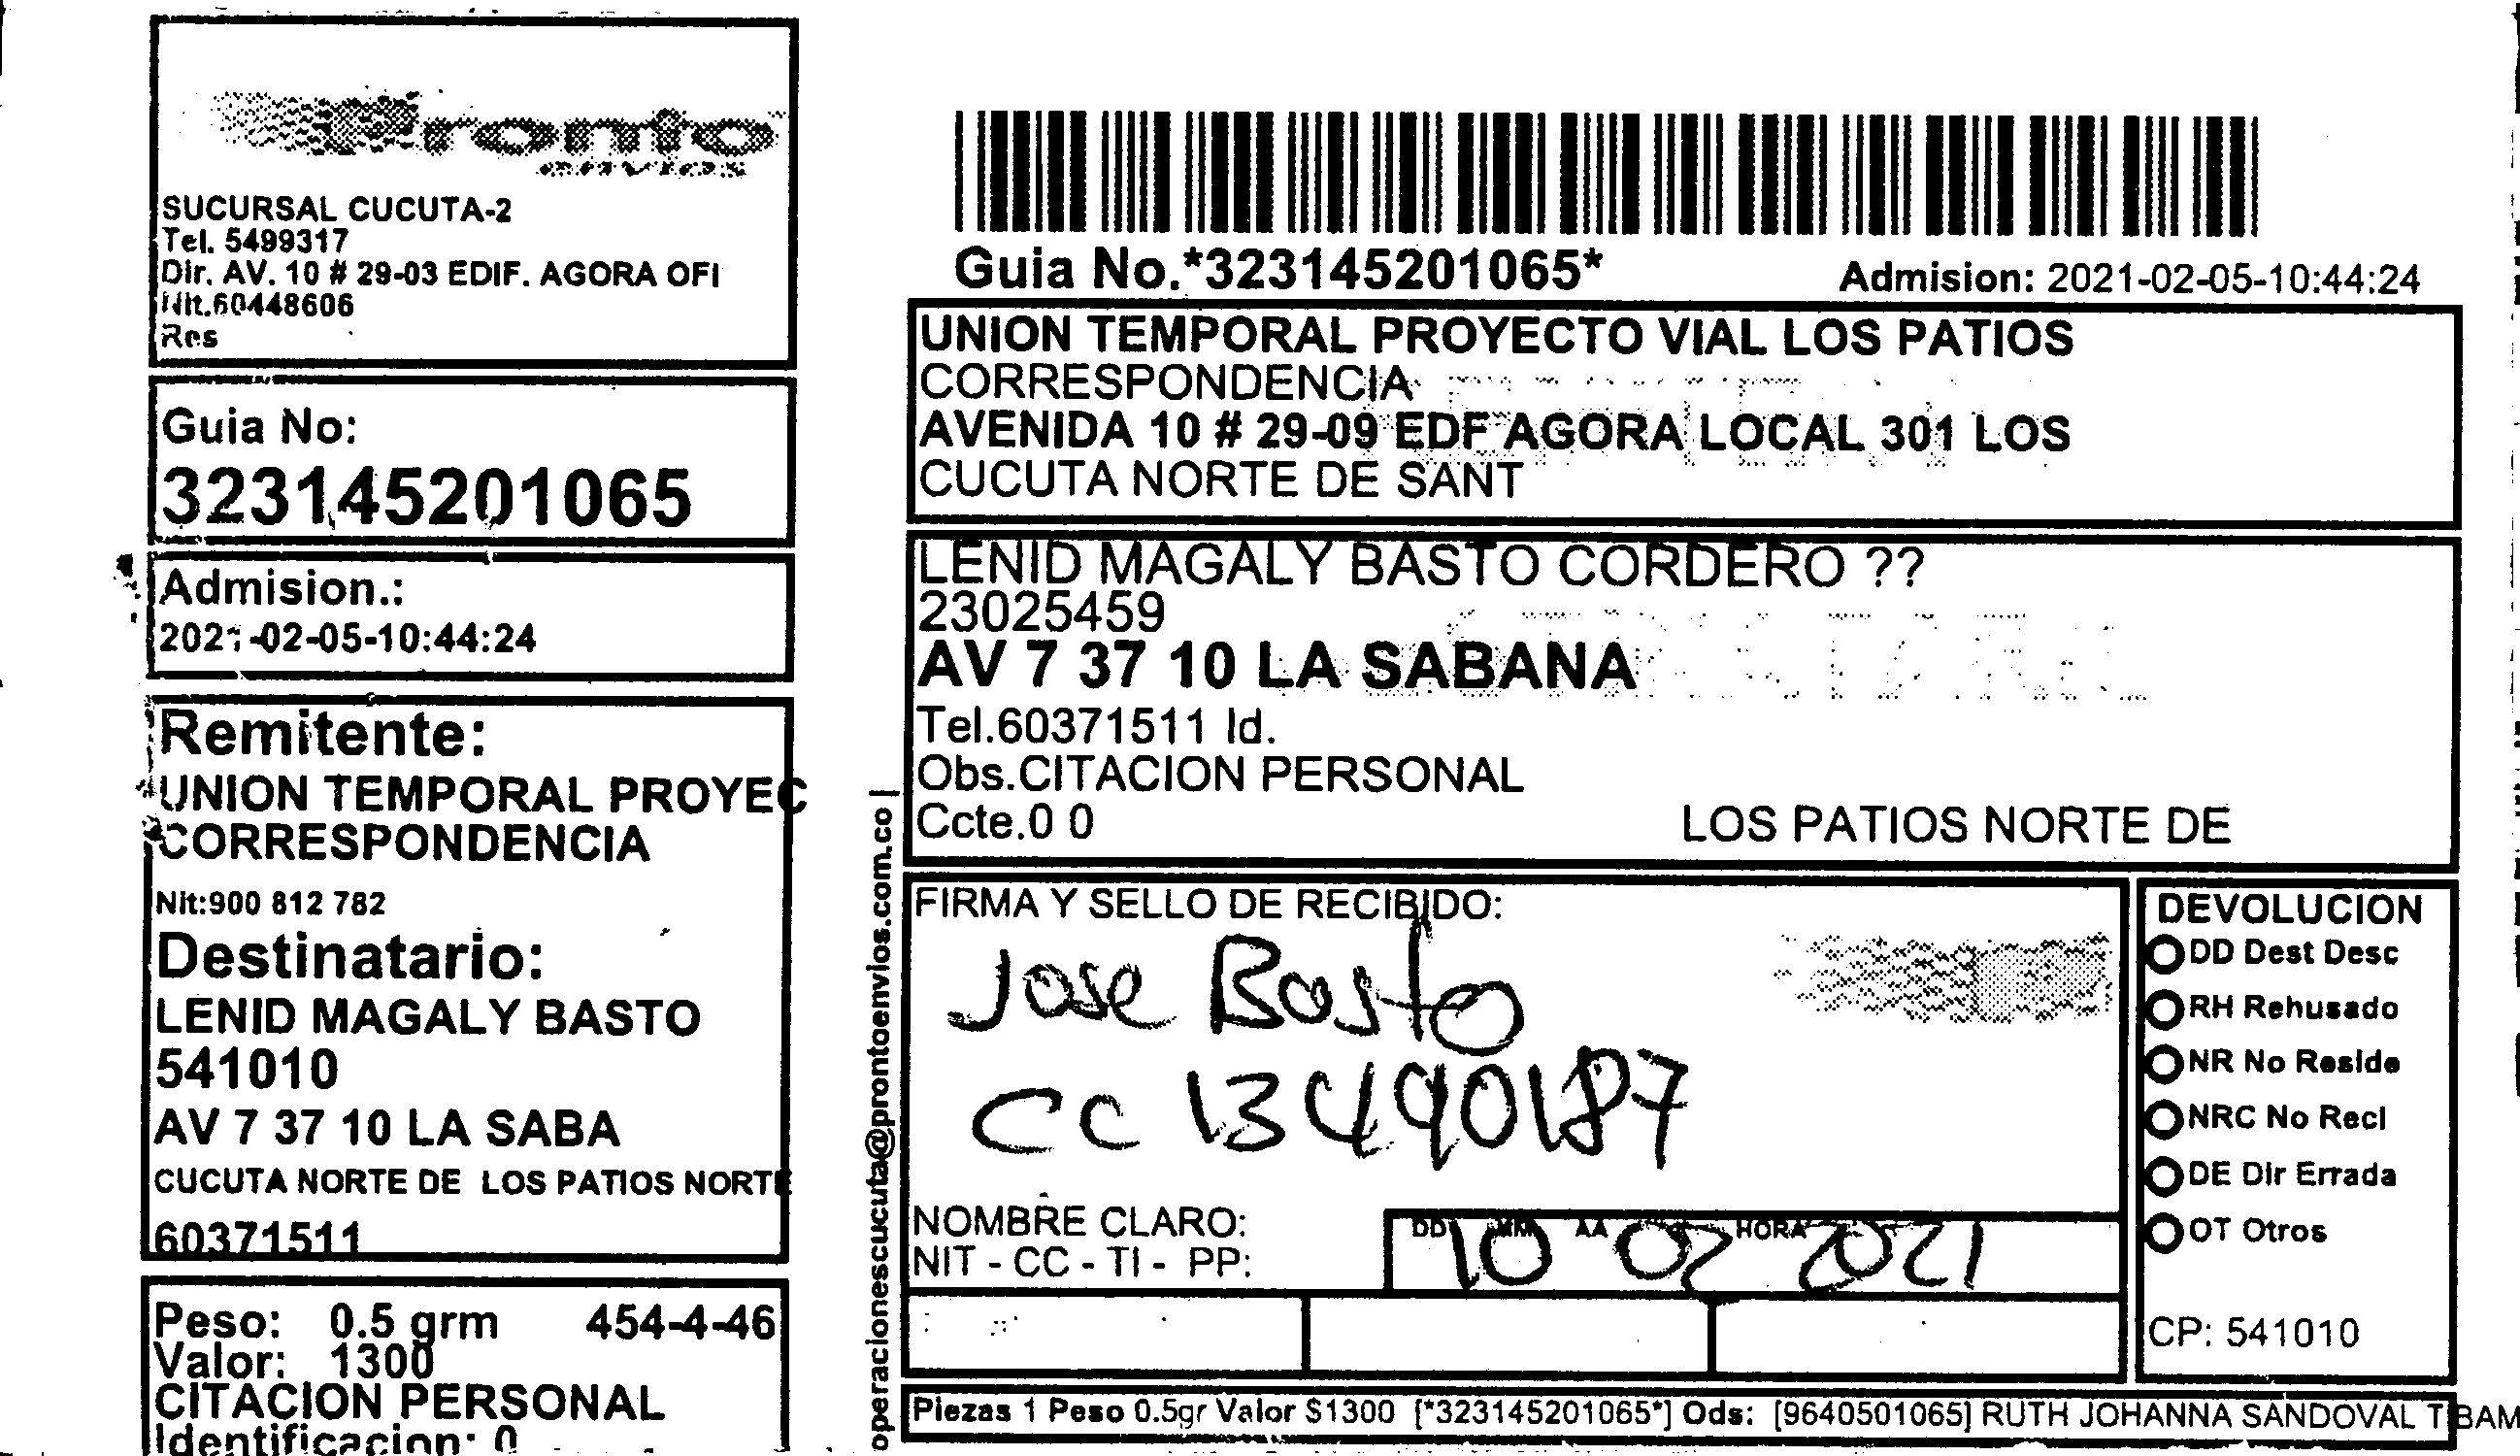 Pronto
envios
SUCURSAL CUCUTA-2
Tel. 5499317
Dir. AV. 10 # 29-03 EDIF. AGORA OFI
Nit.60448606
Res
Guia No:
323145201065
Admision.:
2021-02-05-10:44:24
Remitente:
UNION TEMPORAL PROYEC
CORRESPONDENCIA
Nit:900 812 782
Destinatario:
LENID MAGALY BASTO
541010
AV 7 37 10 LA SABA
CUCUTA NORTE DE LOS PATIOS NORTE
60371511
Peso: 0.5 grm 454-4-46
Valor: 1300
CITACION PERSONAL
Identificacion: 0
operacionescucuta@prontoenvios.com.co |
Guia No.*323145201065*
Admision: 2021-02-05-10:44:24
UNION TEMPORAL PROYECTO VIAL LOS PATIOS
CORRESPONDENCIA
AVENIDA 10 # 29-09 EDF AGORA LOCAL 301 LOS
CUCUTA NORTE DE SANT
LENID MAGALY BASTO CORDERO ??
23025459
AV 7 37 10 LA SABANA
Tel.60371511 Id.
Obs.CITACION PERSONAL
Ccte.0 0 LOS PATIOS NORTE DE
FIRMA Y SELLO DE RECIBIDO:
Jose Basto
CC 13490187
NOMBRE CLARO:
NIT - CC - TI - PP:
DD MM AA HORA
10 02 2021
DEVOLUCION
DD Dest Desc
RH Rehusado
NR No Reside
NRC No Recl
DE Dir Errada
OT Otros
CP: 541010
Piezas 1 Peso 0.5gr Valor $1300 [*323145201065*] Ods: [9640501065] RUTH JOHANNA SANDOVAL TIBAM